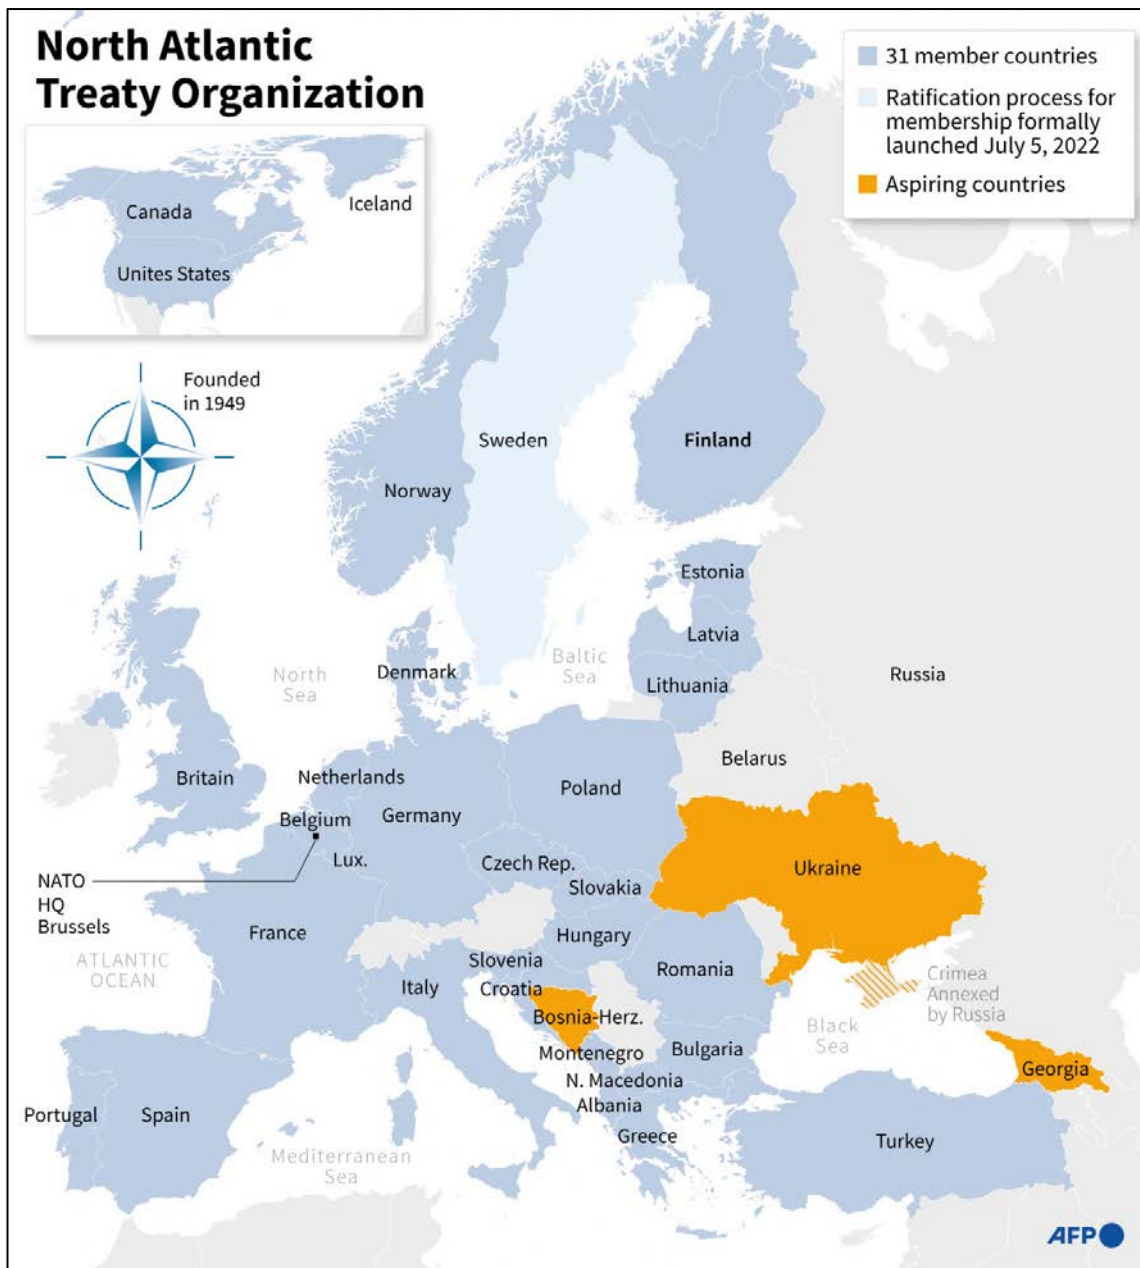 North Atlantic
Treaty Organization
31 member countries
Ratification process for
membership formally
launched July 5, 2022
Aspiring countries
Canada
Iceland
Unites States
Founded
in 1949
Sweden
Finland
Norway
Estonia
Latvia
Lithuania
Denmark
North
Sea
Baltic
Sea
Russia
Belarus
Britain
Netherlands
Poland
Belgium
Germany
Lux.
Czech Rep.
Slovakia
Ukraine
NATO
HQ
Brussels
France
Hungary
ATLANTIC
OCEAN
Slovenia
Romania
Italy
Croatia
Crimea
Annexed
by Russia
Bosnia-Herz.
Black
Sea
Montenegro
Bulgaria
Georgia
N. Macedonia
Albania
Portugal
Spain
Greece
Turkey
Mediterranean
Sea
AFP